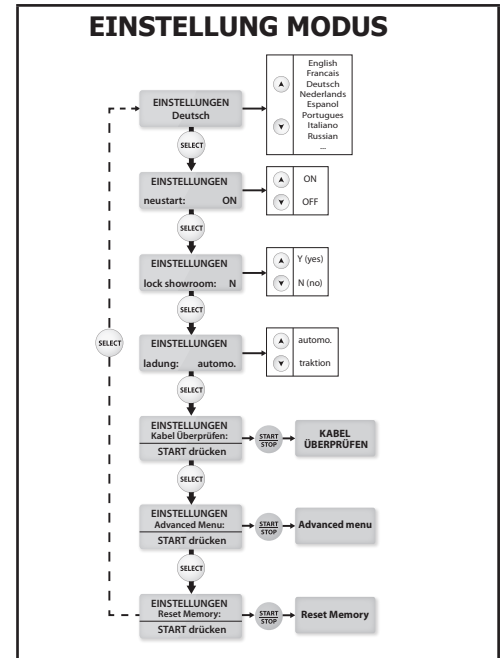 EINSTELLUNG MODUS
EINSTELLUNGEN
Deutsch
English
Francais
Deutsch
Nederlands
Espanol
Portugues
Italiano
Russian
...
SELECT
EINSTELLUNGEN
neustart: ON
ON
OFF
SELECT
EINSTELLUNGEN
lock showroom: N
Y (yes)
N (no)
SELECT
SELECT
EINSTELLUNGEN
ladung: automo.
automo.
traktion
SELECT
EINSTELLUNGEN
Kabel Überprüfen:
START drücken
START
STOP
KABEL
ÜBERPRÜFEN
SELECT
EINSTELLUNGEN
Advanced Menu:
START drücken
START
STOP
Advanced menu
SELECT
EINSTELLUNGEN
Reset Memory:
START drücken
START
STOP
Reset Memory